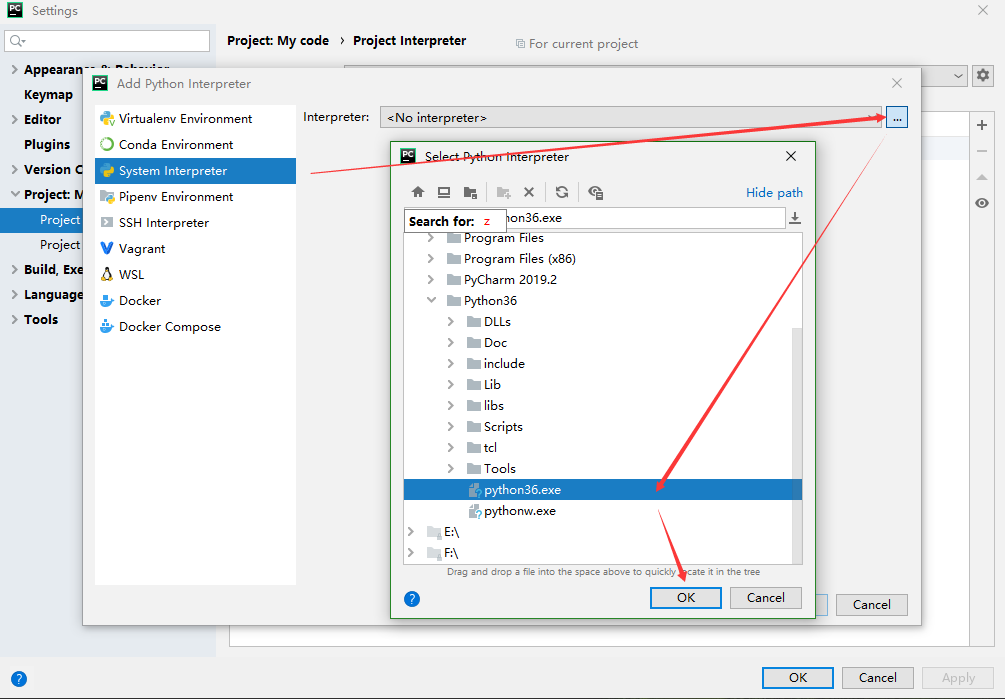 PC Settings
Project: My code › Project Interpreter
For current project
Appearance & Behavior
Keymap
Editor
Plugins
Version C
Project: M
Project
Project
Build, Exe
Language
Tools
PC Add Python Interpreter
Virtualenv Environment
Conda Environment
System Interpreter
Pipenv Environment
SSH Interpreter
Vagrant
WSL
Docker
Docker Compose
Interpreter: <No interpreter> ...
PC Select Python Interpreter
Hide path
Search for: z hon36.exe
Program Files
Program Files (x86)
PyCharm 2019.2
Python36
DLLs
Doc
include
Lib
libs
Scripts
tcl
Tools
python36.exe
pythonw.exe
E:\
F:\
Drag and drop a file into the space above to quickly locate it in the tree
? OK Cancel
Cancel
? OK Cancel Apply